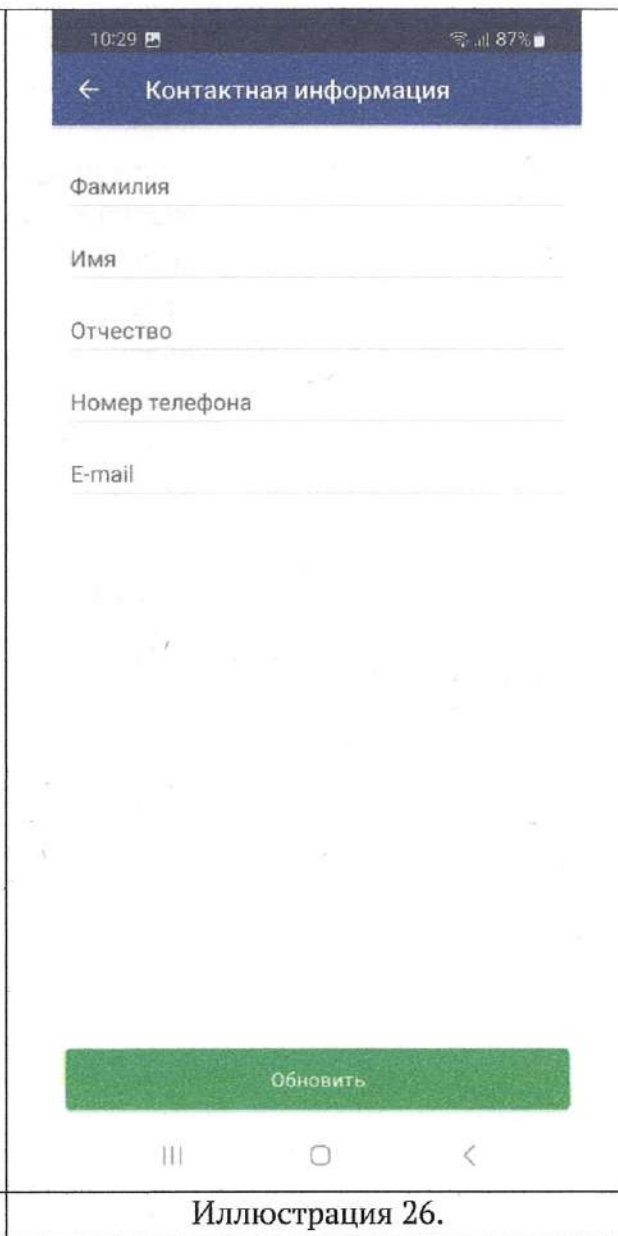 10:29 87%
← Контактная информация
Фамилия
Имя
Отчество
Номер телефона
E-mail
Обновить
Иллюстрация 26.